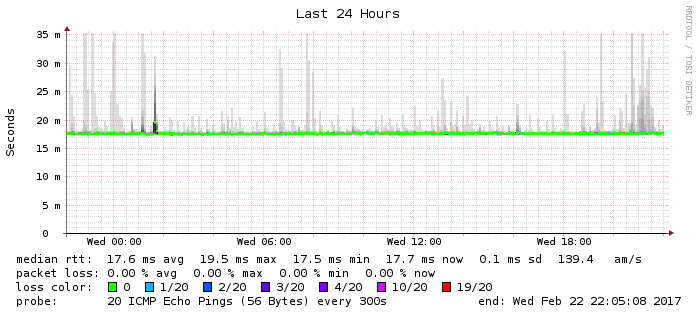 Last 24 Hours
RRDTOOL / TOBI OETIKER
Seconds
35 m
30 m
25 m
20 m
15 m
10 m
5 m
0
Wed 00:00 Wed 06:00 Wed 12:00 Wed 18:00
median rtt: 17.6 ms avg 19.5 ms max 17.5 ms min 17.7 ms now 0.1 ms sd 139.4 am/s
packet loss: 0.00 % avg 0.00 % max 0.00 % min 0.00 % now
loss color: 0 1/20 2/20 3/20 4/20 10/20 19/20
probe: 20 ICMP Echo Pings (56 Bytes) every 300s end: Wed Feb 22 22:05:08 2017